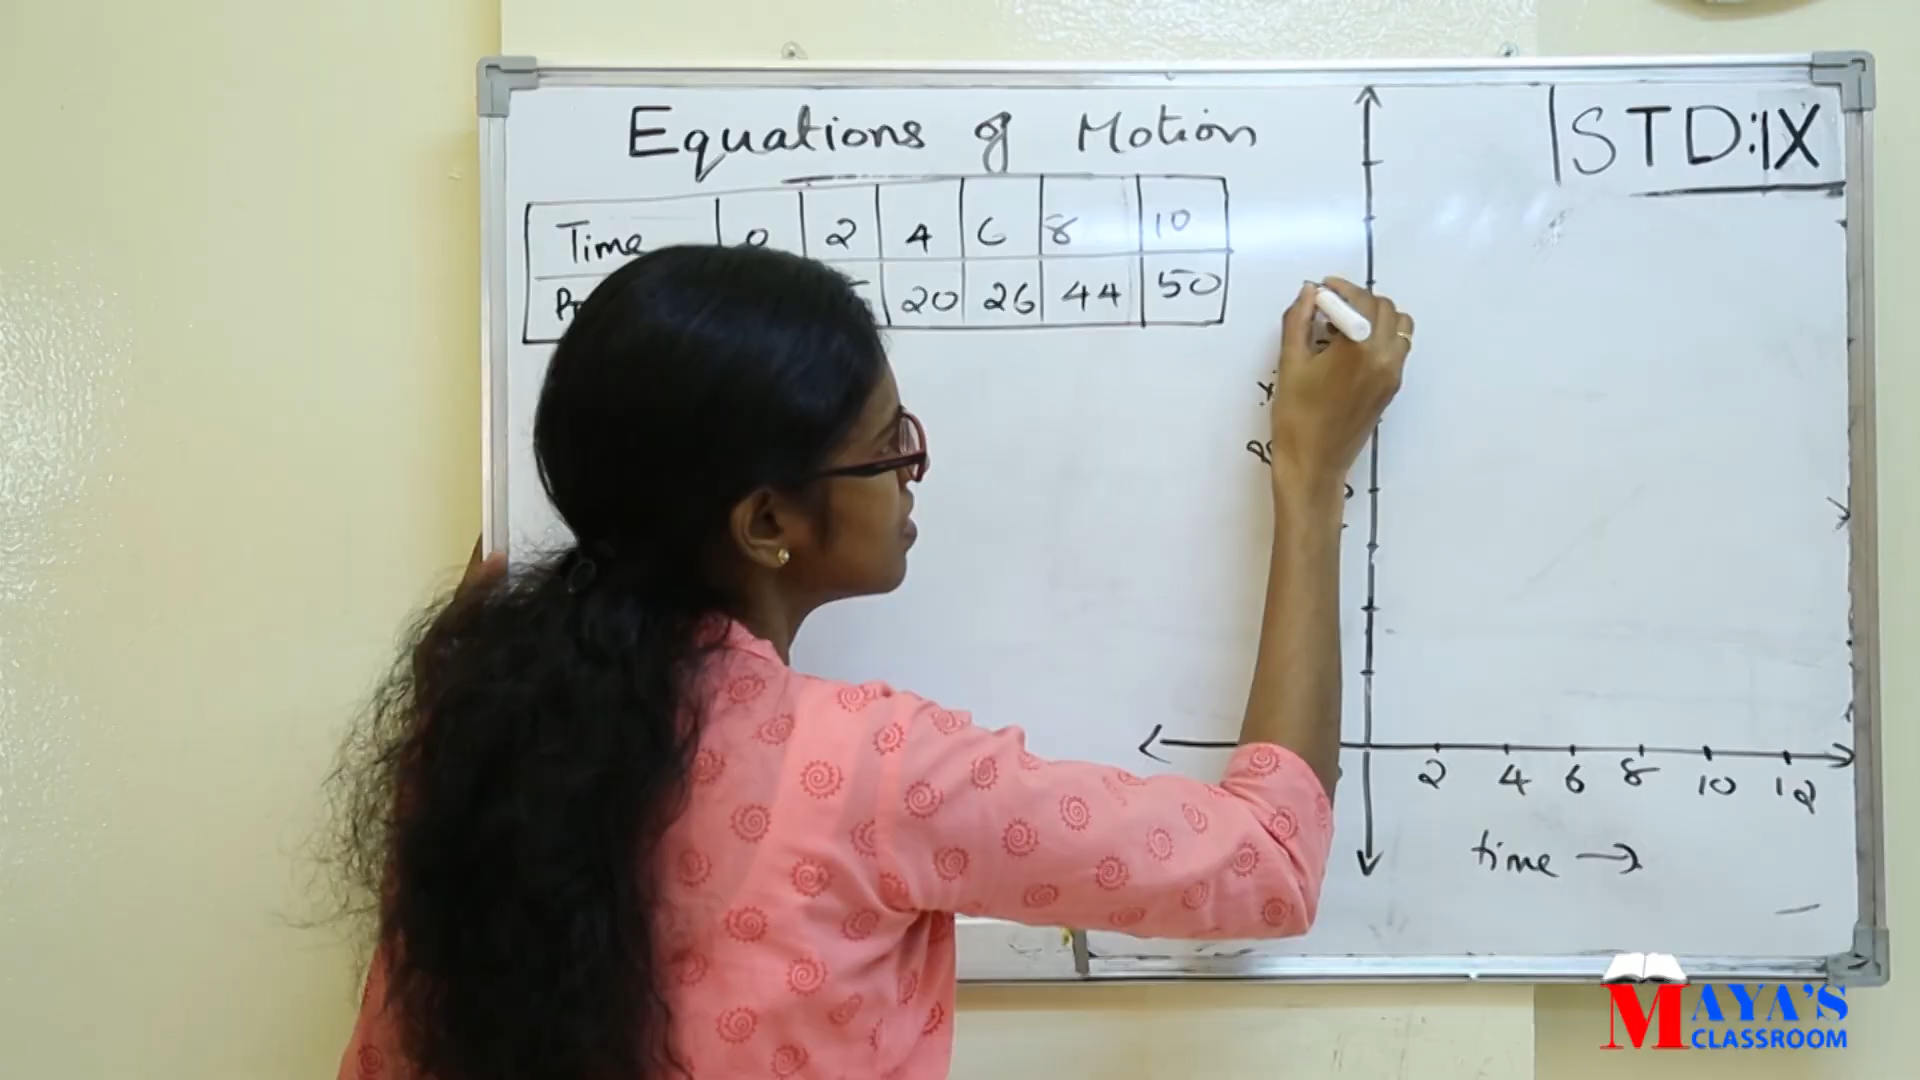 Equations of Motion
STD:IX
Time 0 2 4 6 8 10
20 26 44 50
2 4 6 8 10 12
time →
MAYA'S
CLASSROOM